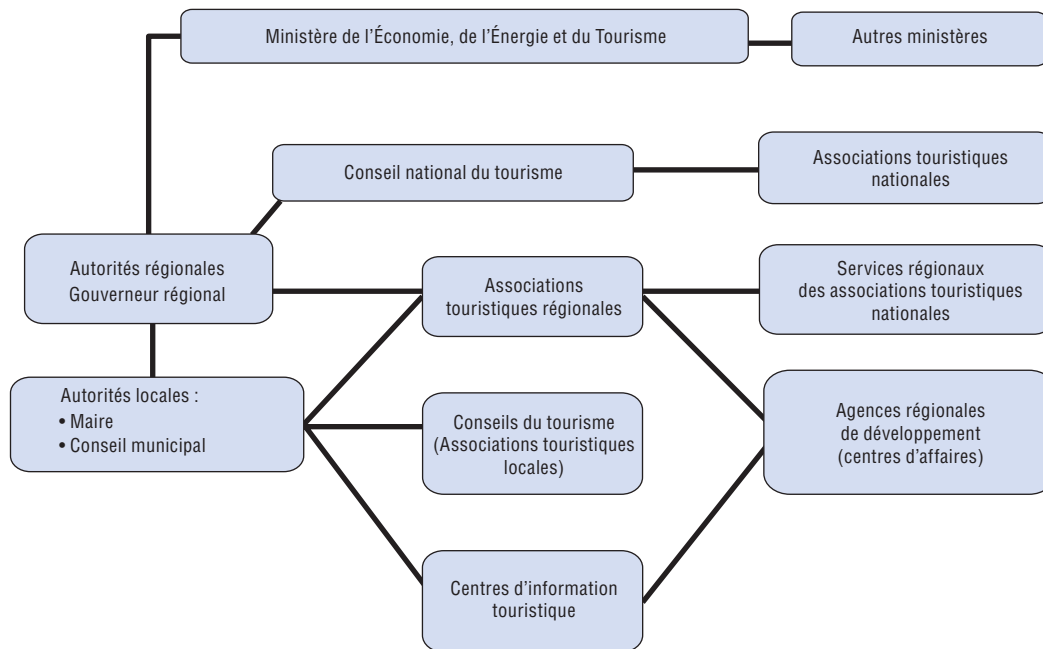 Ministère de l'Économie, de l'Énergie et du Tourisme
Autres ministères
Conseil national du tourisme
Associations touristiques
nationales
Autorités régionales
Gouverneur régional
Associations
touristiques régionales
Services régionaux
des associations touristiques
nationales
Autorités locales :
• Maire
• Conseil municipal
Conseils du tourisme
(Associations touristiques
locales)
Agences régionales
de développement
(centres d'affaires)
Centres d'information
touristique